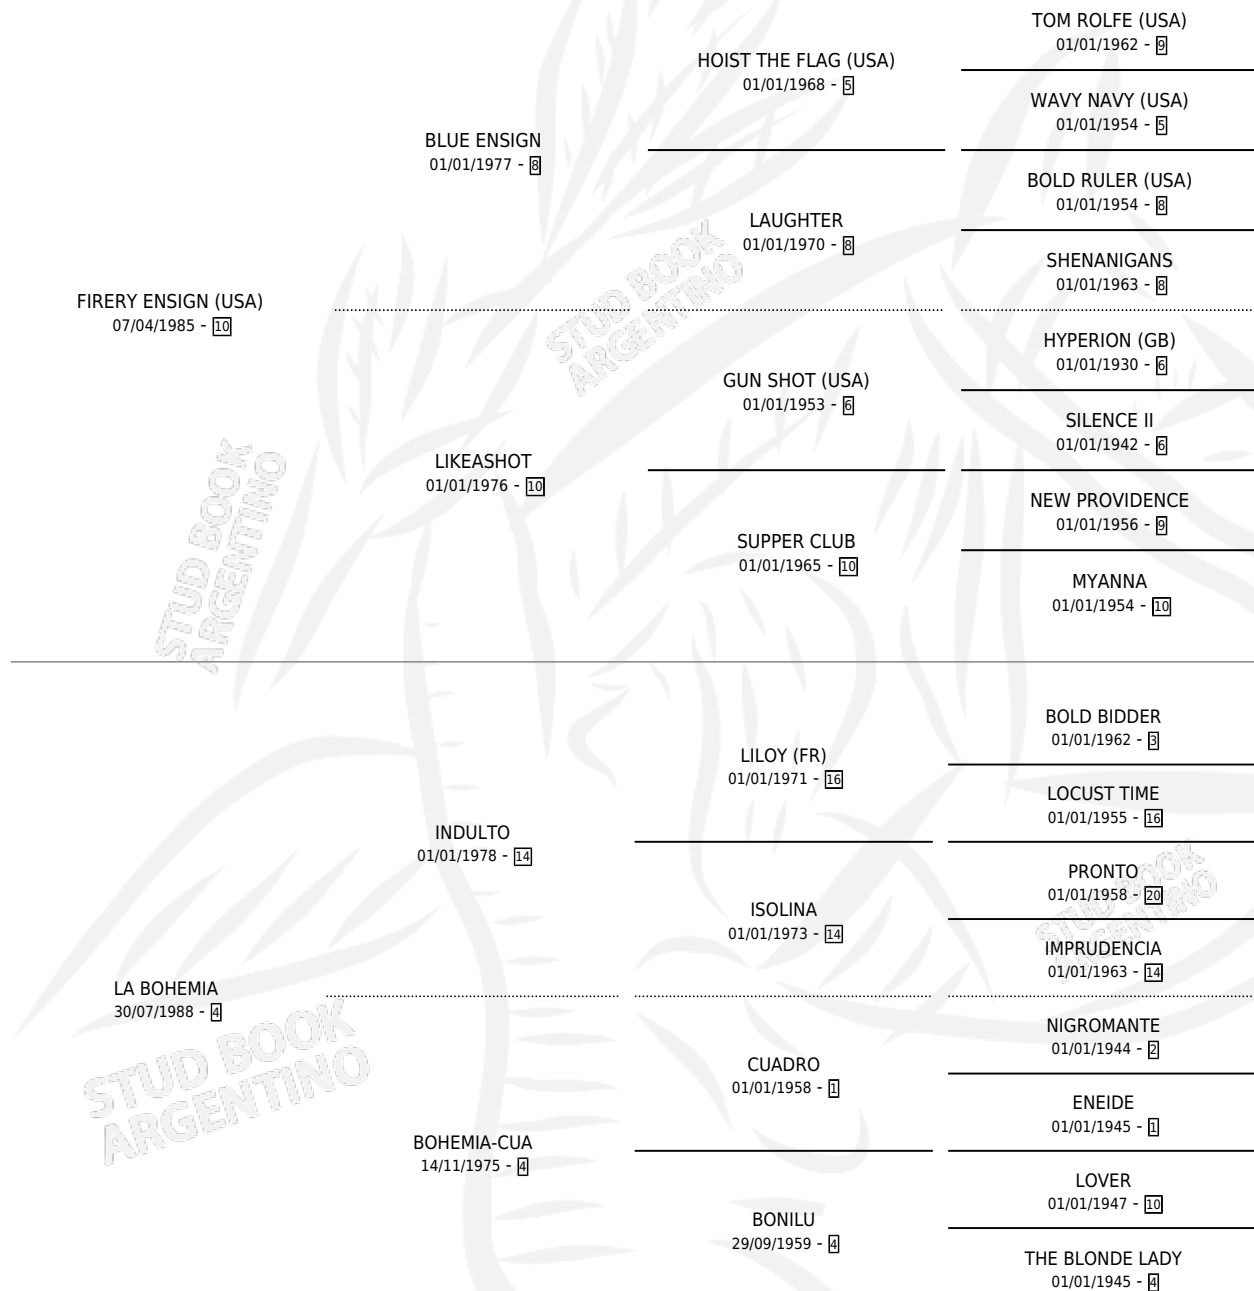 TOM ROLFE (USA)
01/01/1962 - 9
HOIST THE FLAG (USA)
01/01/1968 - 5
WAVY NAVY (USA)
01/01/1954 - 5
BLUE ENSIGN
01/01/1977 - 8
BOLD RULER (USA)
01/01/1954 - 8
LAUGHTER
01/01/1970 - 8
SHENANIGANS
01/01/1963 - 8
FIRERY ENSIGN (USA)
07/04/1985 - 10
HYPERION (GB)
01/01/1930 - 6
GUN SHOT (USA)
01/01/1953 - 6
SILENCE II
01/01/1942 - 6
LIKEASHOT
01/01/1976 - 10
NEW PROVIDENCE
01/01/1956 - 9
SUPPER CLUB
01/01/1965 - 10
MYANNA
01/01/1954 - 10
BOLD BIDDER
01/01/1962 - 3
LILOY (FR)
01/01/1971 - 16
LOCUST TIME
01/01/1955 - 16
INDULTO
01/01/1978 - 14
PRONTO
01/01/1958 - 20
ISOLINA
01/01/1973 - 14
IMPRUDENCIA
01/01/1963 - 14
LA BOHEMIA
30/07/1988 - 4
NIGROMANTE
01/01/1944 - 2
CUADRO
01/01/1958 - 1
ENEIDE
01/01/1945 - 1
BOHEMIA-CUA
14/11/1975 - 4
LOVER
01/01/1947 - 10
BONILU
29/09/1959 - 4
THE BLONDE LADY
01/01/1945 - 4
STUD BOOK
ARGENTINO
STUD BOOK
ARGENTINO
STUD BOOK
ARGENTINO
STUD BOOK
ARGENTINO